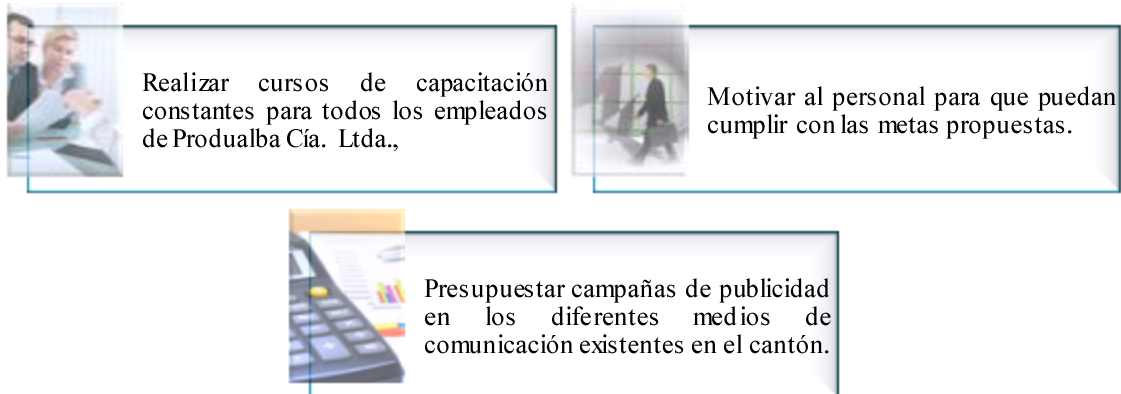 Realizar cursos de capacitación
constantes para todos los empleados
de Produalba Cía. Ltda.,
Motivar al personal para que puedan
cumplir con las metas propuestas.
Presupuestar campañas de publicidad
en los diferentes medios de
comunicación existentes en el cantón.